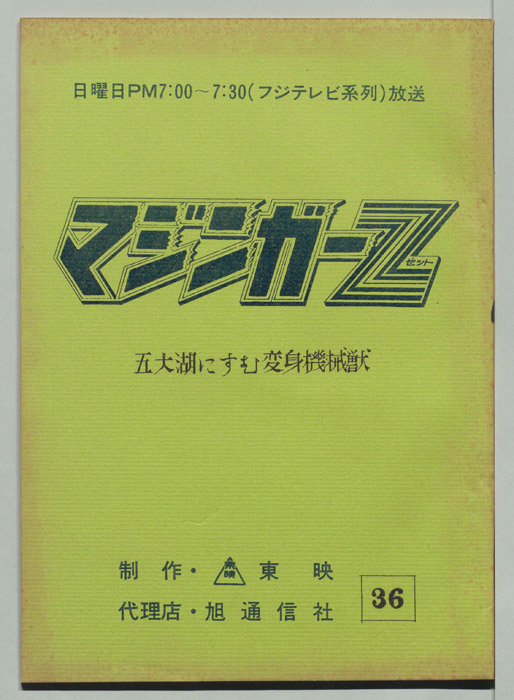 日曜日PM7:00〜7:30(フジテレビ系列)放送
マジンガーZ
ゼット
五大湖にすむ変身機械獣
制作・東映 東映
代理店・旭通信社
36